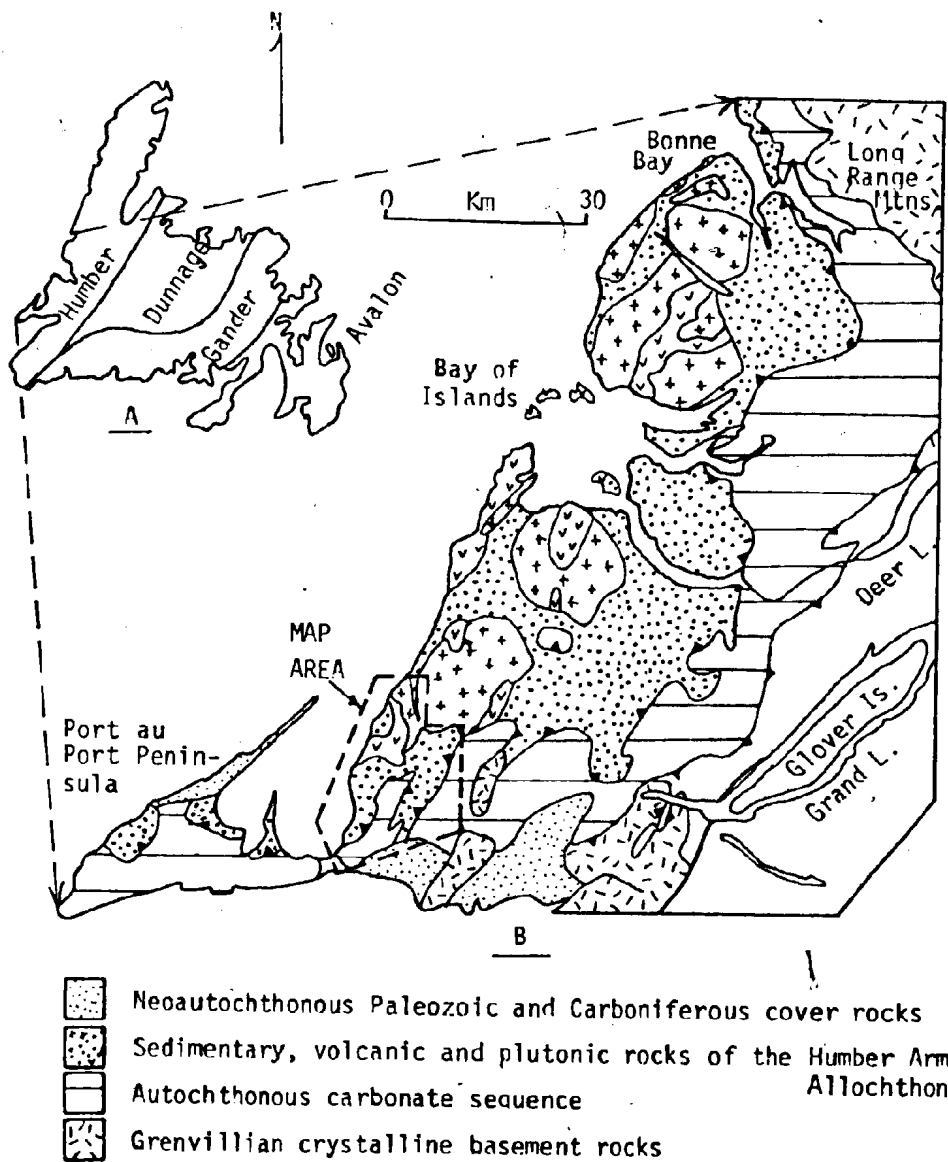 N
Bonne
Bay
Long
Range
Mtns
0 Km 30
Humber
Dunnage
Gander
Avalon
A
Bay of
Islands
Deer L.
MAP
AREA
Glover Is.
Grand L.
Port au
Port Penin-
sula
B
Neoautochthonous Paleozoic and Carboniferous cover rocks
Sedimentary, volcanic and plutonic rocks of the Humber Arm
Allochthon
Autochthonous carbonate sequence
Grenvillian crystalline basement rocks